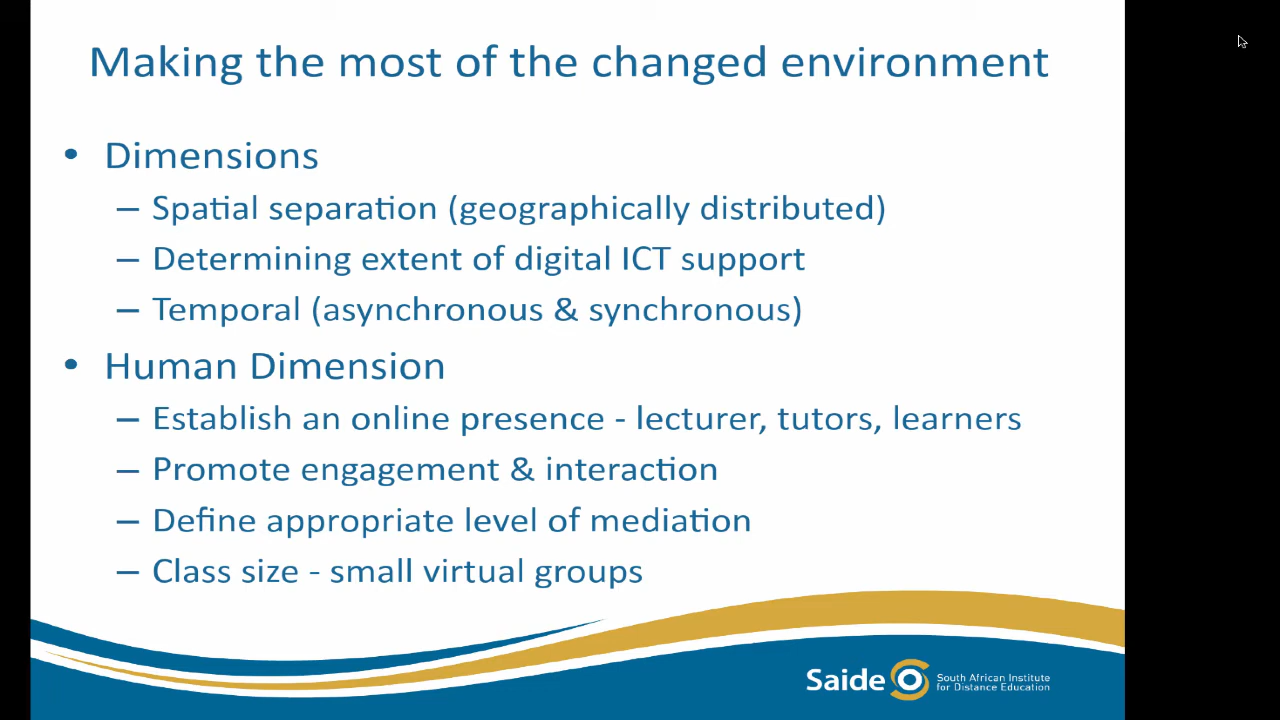 Making the most of the changed environment
• Dimensions
– Spatial separation (geographically distributed)
– Determining extent of digital ICT support
– Temporal (asynchronous & synchronous)
• Human Dimension
– Establish an online presence - lecturer, tutors, learners
– Promote engagement & interaction
– Define appropriate level of mediation
– Class size - small virtual groups
Saide
South African Institute
for Distance Education